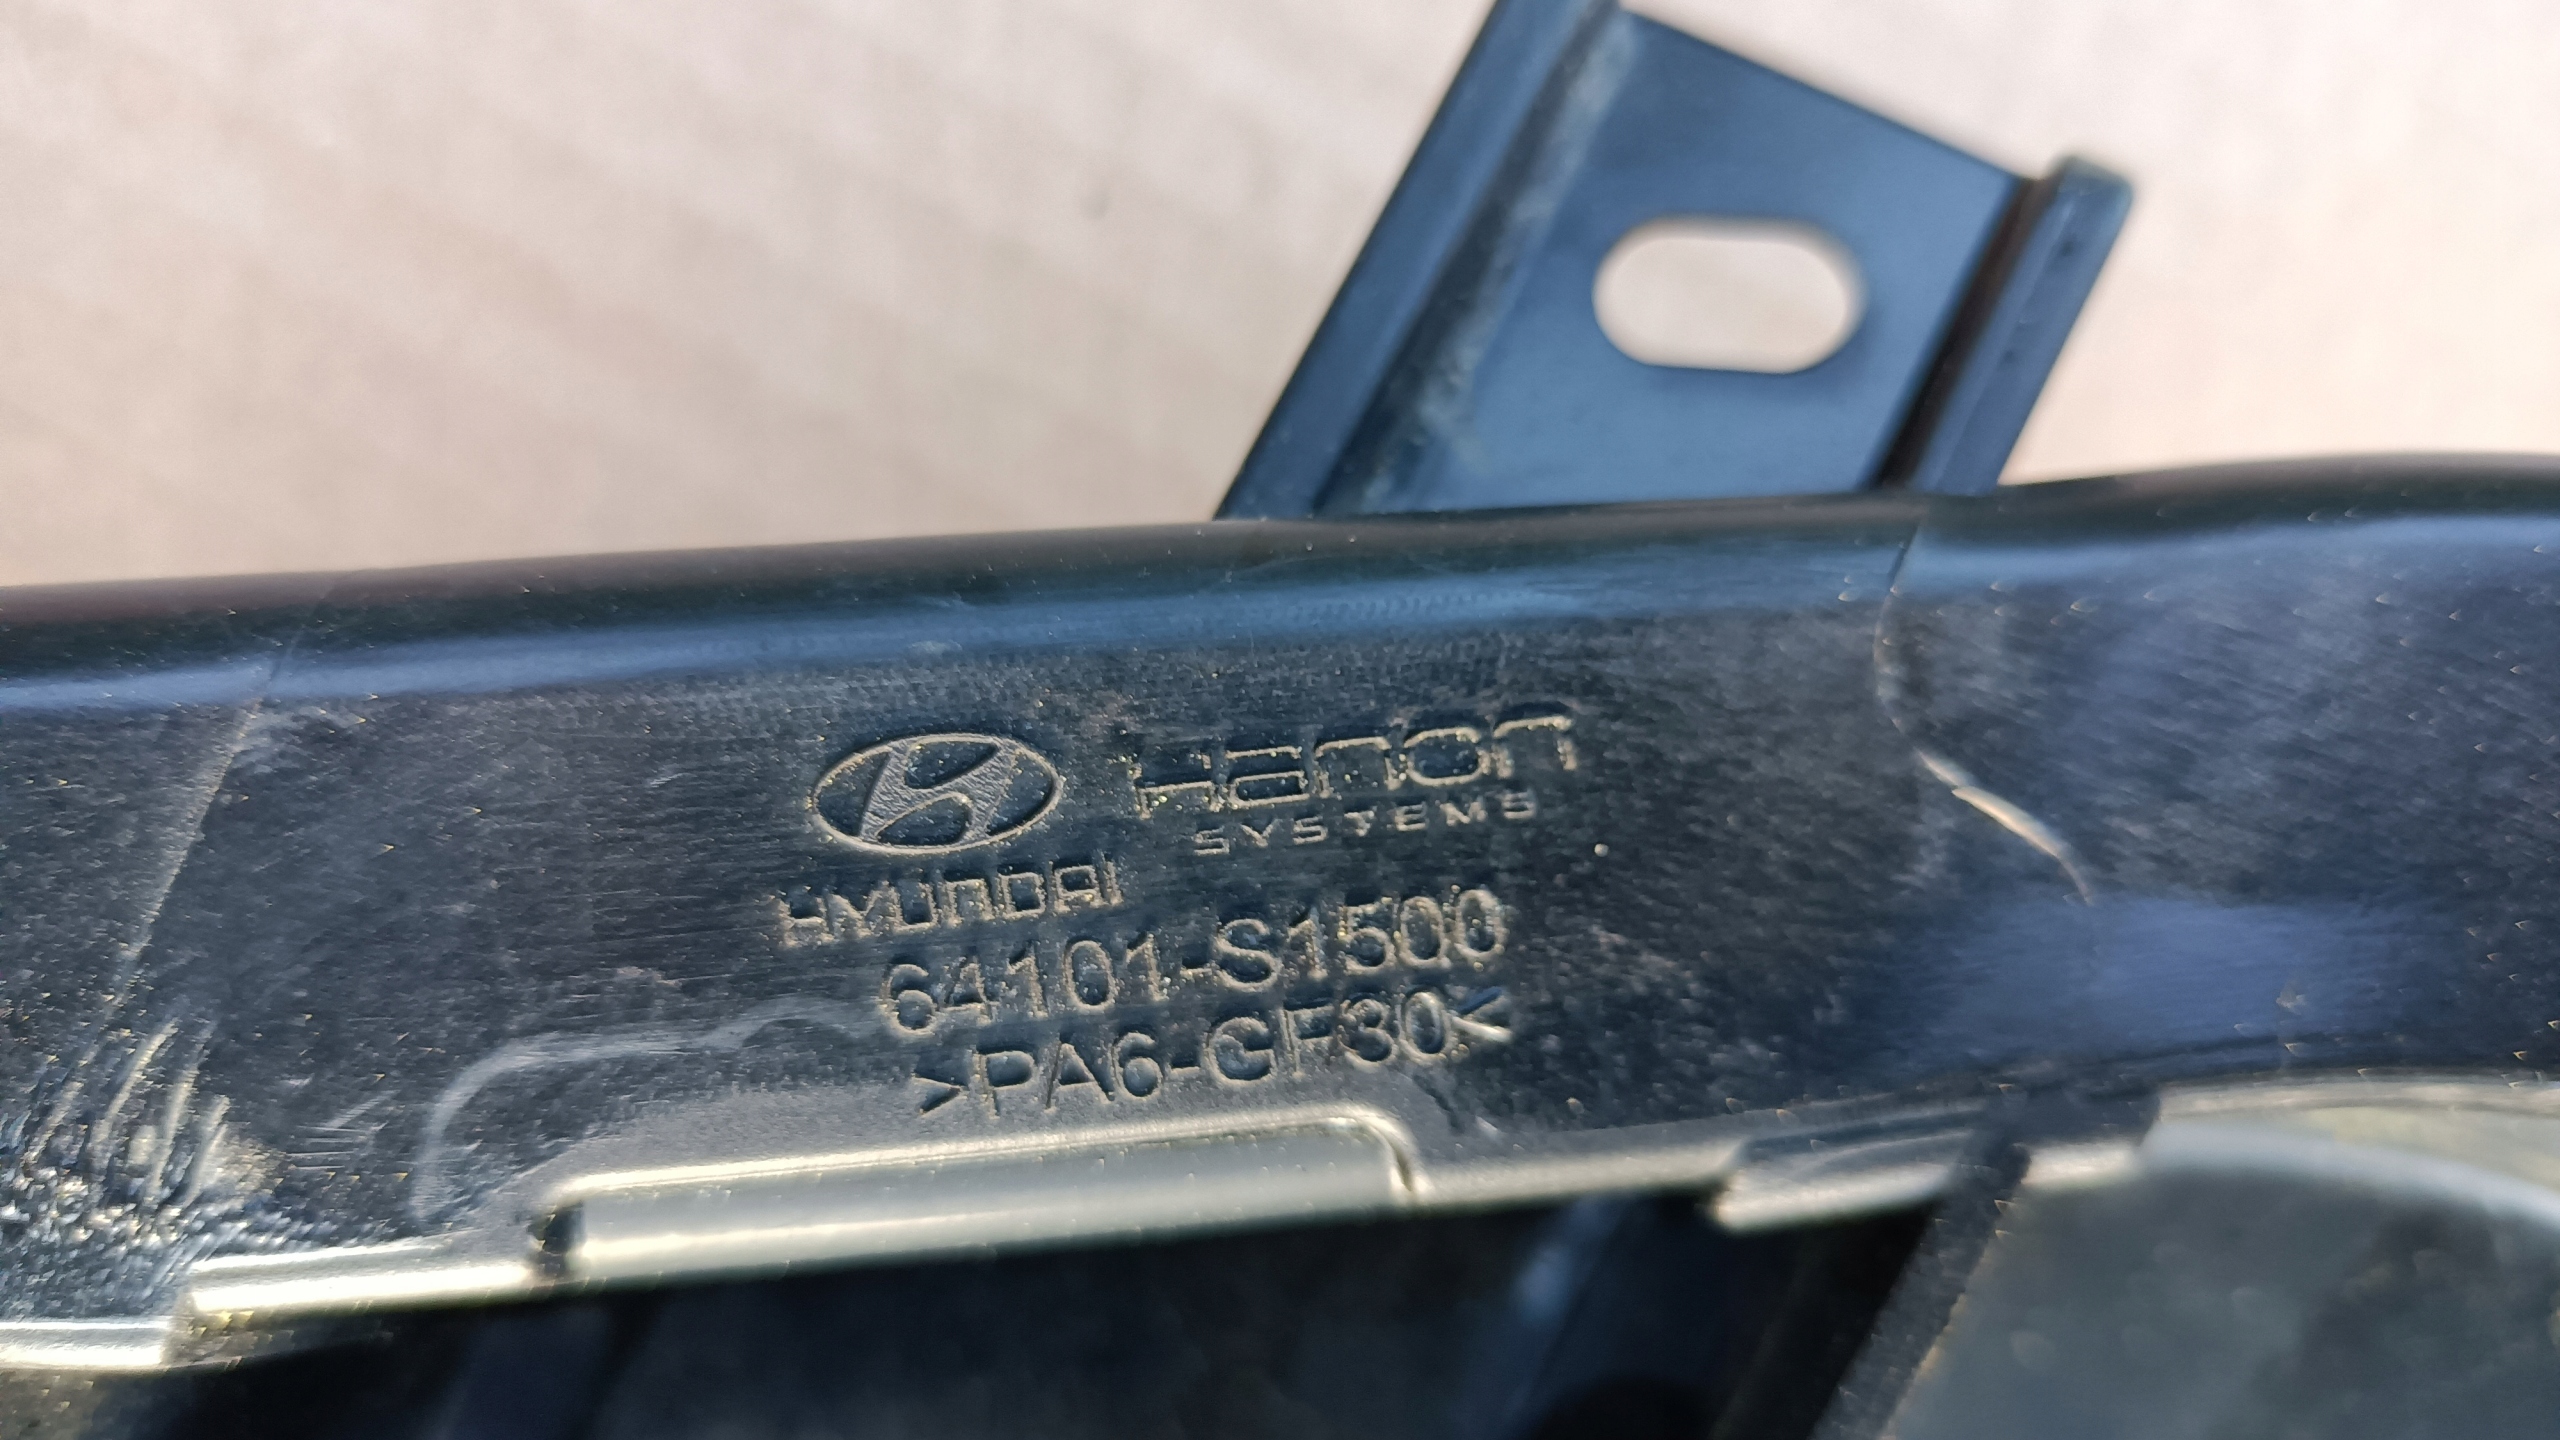 Hanon
SYSTEMS
HYUNDAI
64101-S1500
>PA6-GF30<